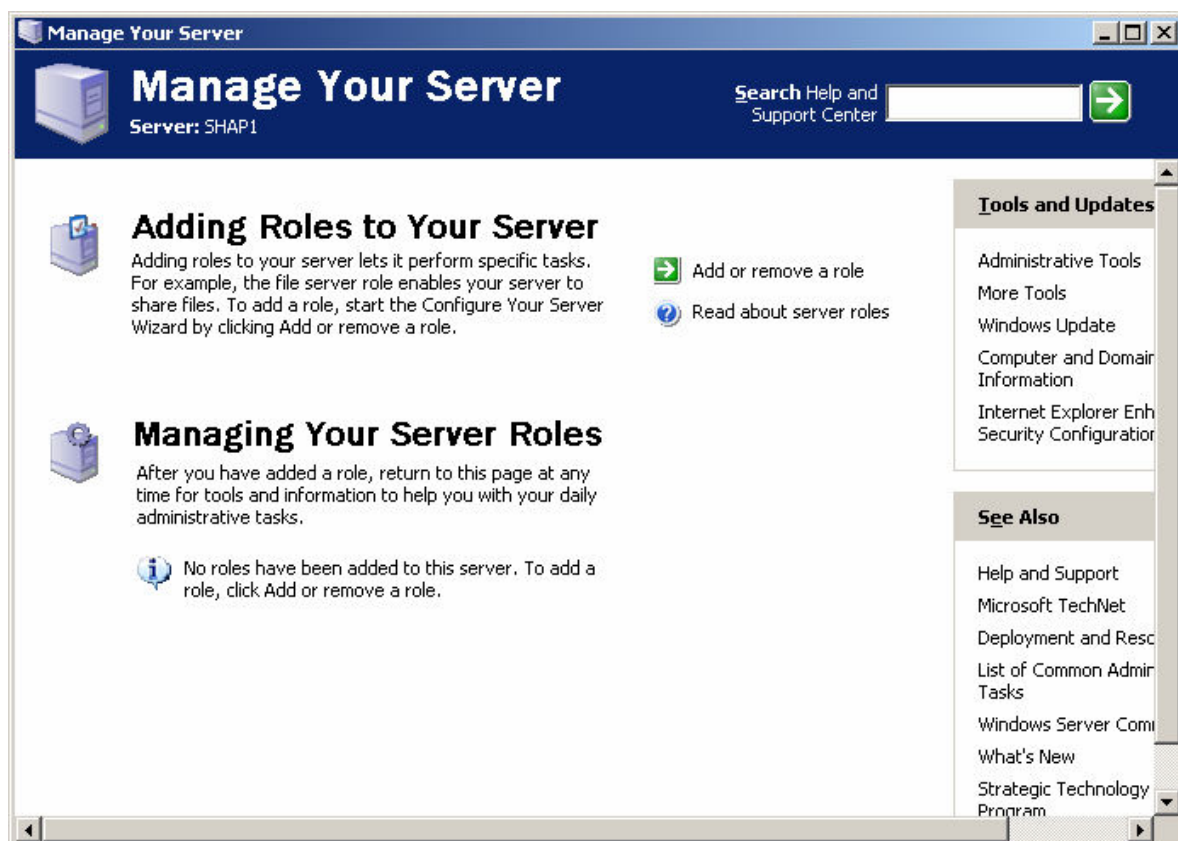 Manage Your Server
Manage Your Server
Server: SHAP1
Search Help and
Support Center
Adding Roles to Your Server
Adding roles to your server lets it perform specific tasks.
For example, the file server role enables your server to
share files. To add a role, start the Configure Your Server
Wizard by clicking Add or remove a role.
Add or remove a role
Read about server roles
Managing Your Server Roles
After you have added a role, return to this page at any
time for tools and information to help you with your daily
administrative tasks.
No roles have been added to this server. To add a
role, click Add or remove a role.
Tools and Updates
Administrative Tools
More Tools
Windows Update
Computer and Domain
Information
Internet Explorer Enh
Security Configuration
See Also
Help and Support
Microsoft TechNet
Deployment and Reso
List of Common Admin
Tasks
Windows Server Com
What's New
Strategic Technology
Program